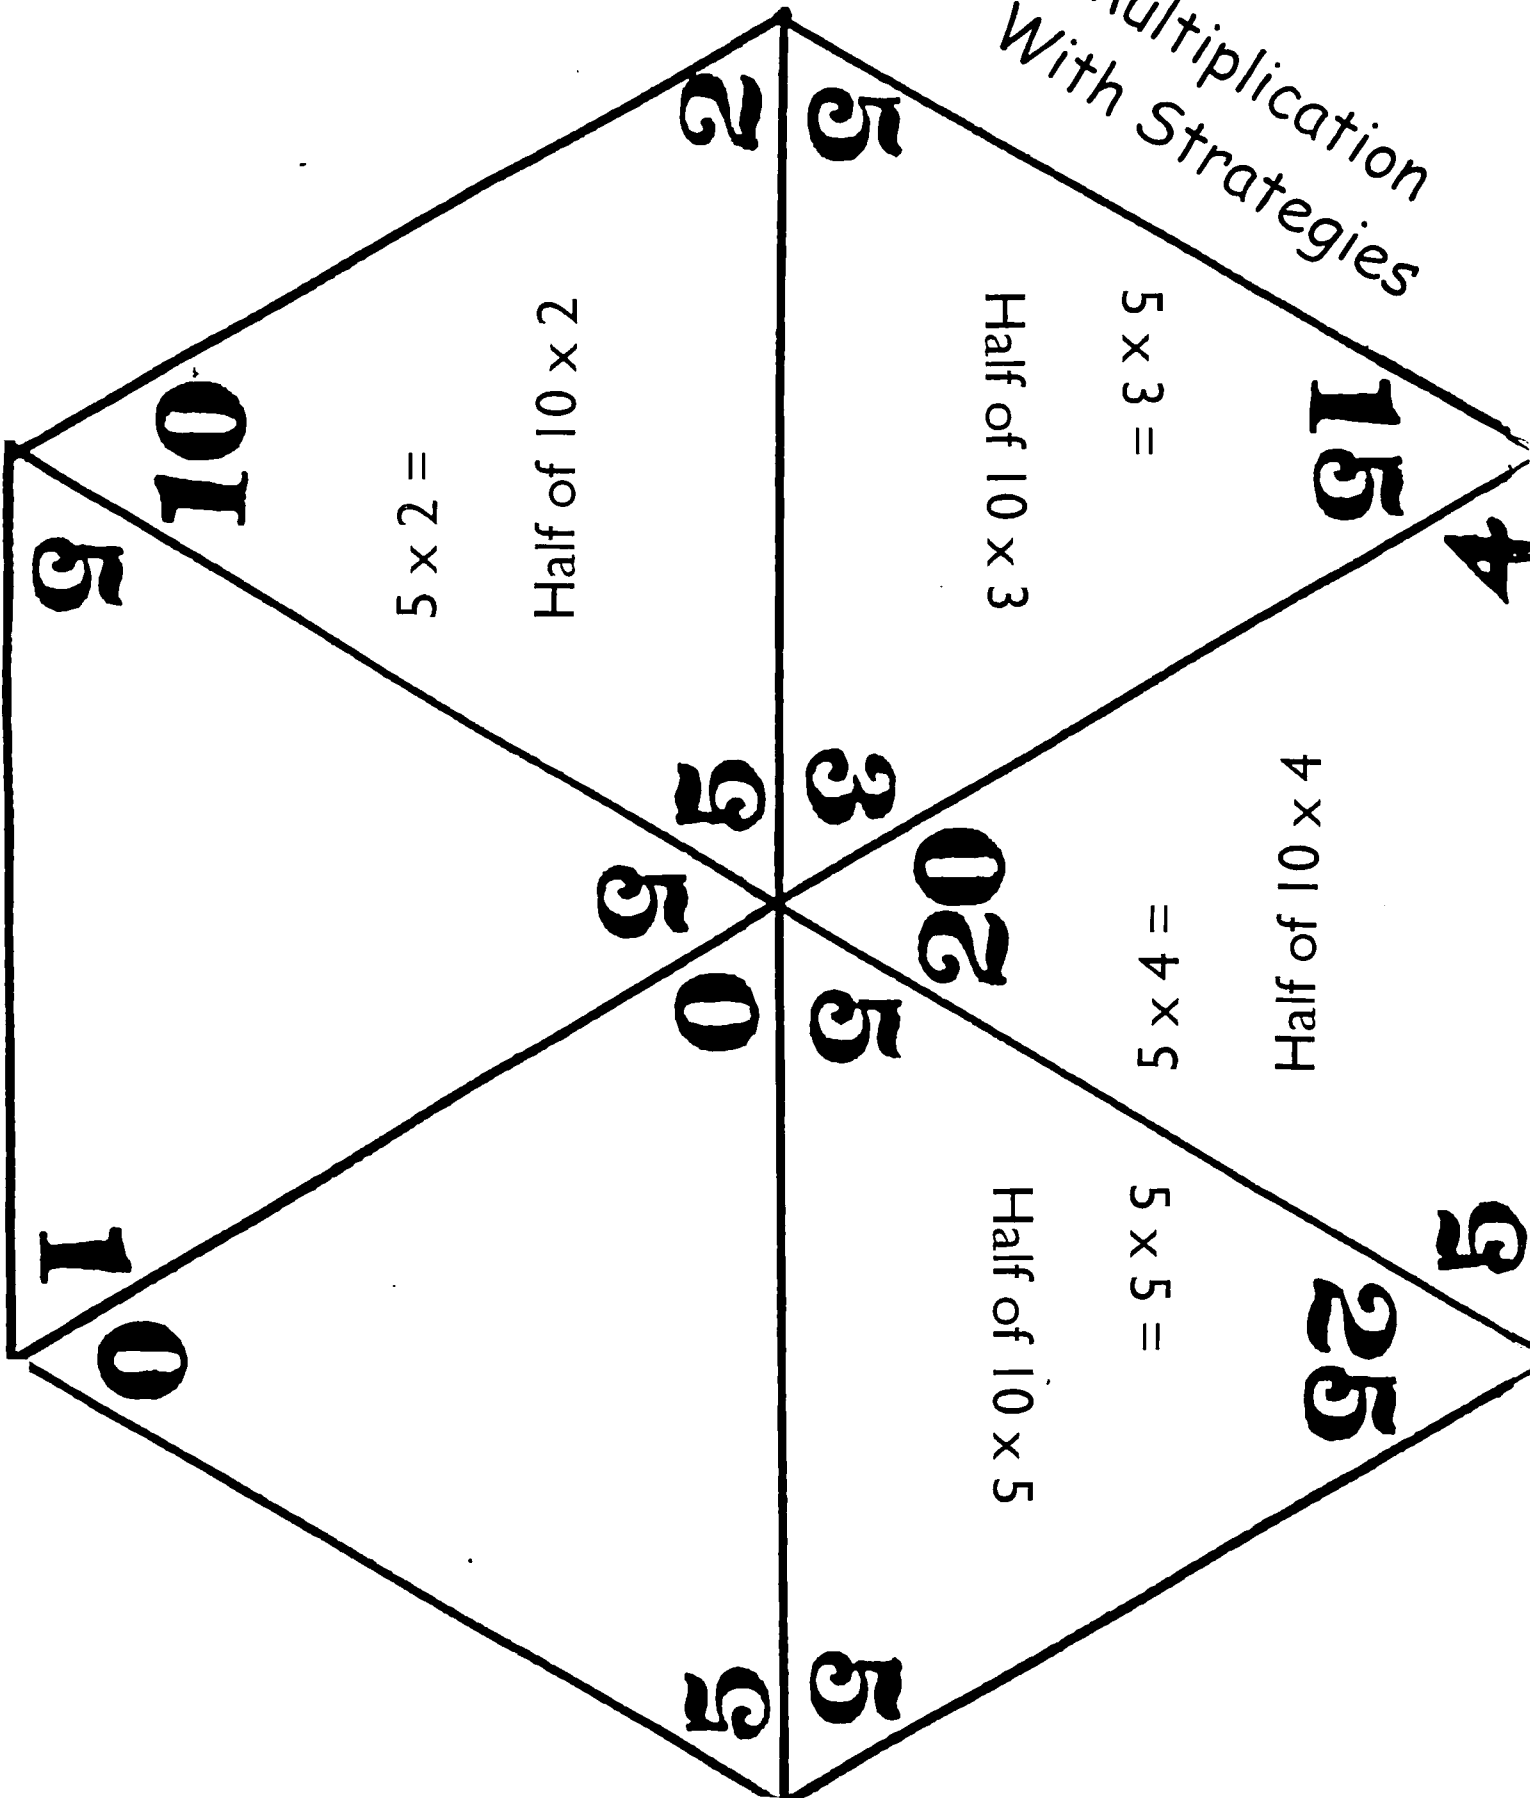 Multiplication
With Strategies
2
10
5
5 x 2 =
Half of 10 x 2
5
15
3
5 x 3 =
Half of 10 x 3
4
20
5
5 x 4 =
Half of 10 x 4
5
25
5
5 x 5 =
Half of 10 x 5
5
5
1
0
0
5